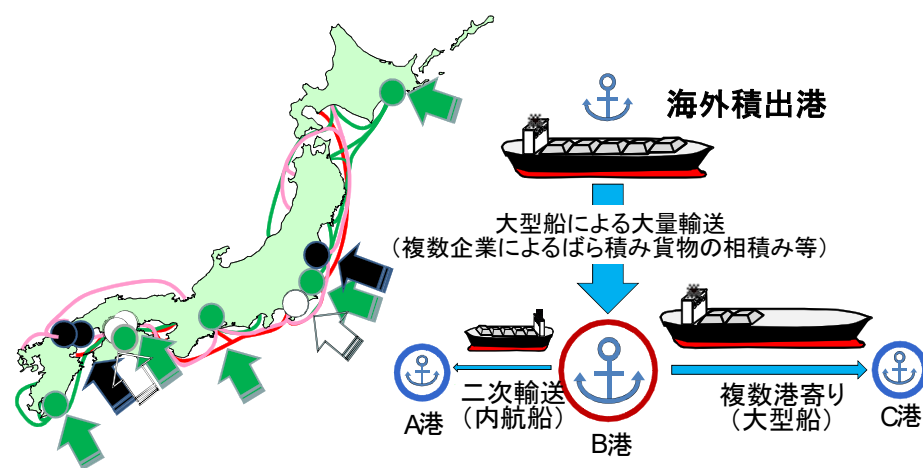 海外積出港
大型船による大量輸送
(複数企業によるばら積み貨物の相積み等)
二次輸送
(内航船)
複数港寄り
(大型船)
A港
B港
C港